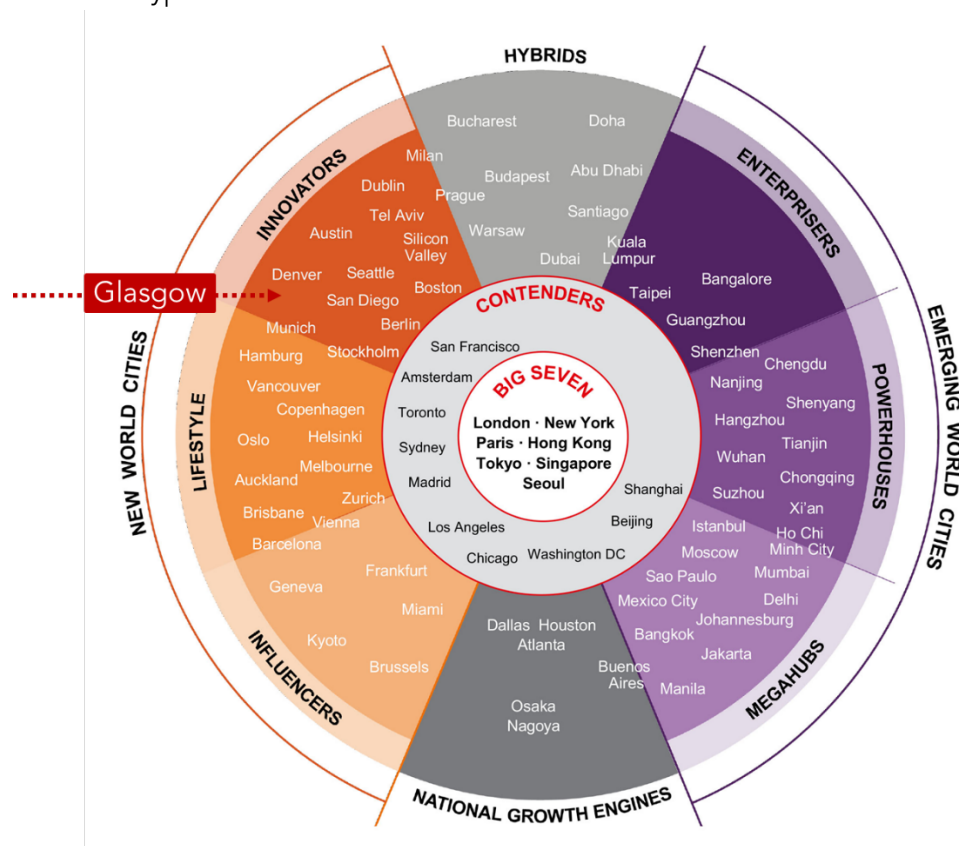 HYBRIDS
Bucharest
Doha
Budapest
Abu Dhabi
Prague
Santiago
Warsaw
Dubai
Kuala
Lumpur
INNOVATORS
Milan
Dublin
Tel Aviv
Austin
Silicon
Valley
Denver
Seattle
Boston
San Diego
Berlin
Munich
Stockholm
Glasgow
ENTERPRISERS
Bangalore
Taipei
Guangzhou
Shenzhen
NEW WORLD CITIES
LIFESTYLE
Hamburg
Vancouver
Copenhagen
Oslo
Helsinki
Melbourne
Auckland
Zurich
Brisbane
Vienna
Barcelona
CONTENDERS
San Francisco
Amsterdam
Toronto
Sydney
Madrid
Los Angeles
Chicago
Washington DC
Beijing
Shanghai
BIG SEVEN
London · New York
Paris · Hong Kong
Tokyo · Singapore
Seoul
EMERGING WORLD CITIES
POWERHOUSES
Chengdu
Nanjing
Shenyang
Hangzhou
Tianjin
Wuhan
Chongqing
Suzhou
Xi'an
Ho Chi
Minh City
INFLUENCERS
Frankfurt
Geneva
Miami
Kyoto
Brussels
MEGAHUBS
Istanbul
Moscow
Mumbai
Sao Paulo
Delhi
Mexico City
Johannesburg
Bangkok
Jakarta
Manila
NATIONAL GROWTH ENGINES
Dallas Houston
Atlanta
Buenos
Aires
Osaka
Nagoya